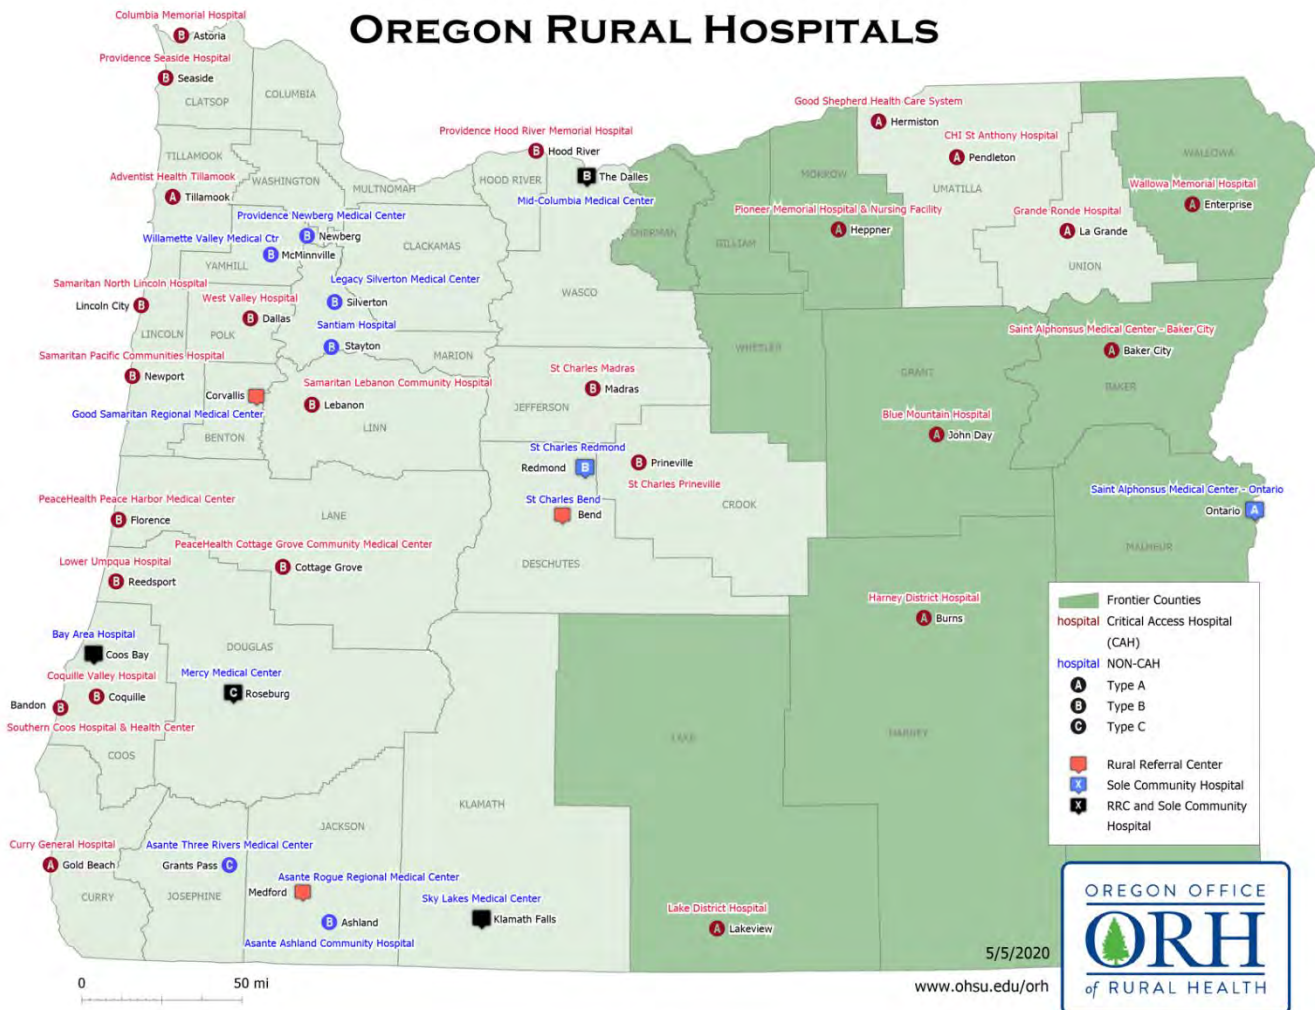 OREGON RURAL HOSPITALS
Columbia Memorial Hospital
B Astoria
Providence Seaside Hospital
B Seaside
CLATSOP
COLUMBIA
TILLAMOOK
Adventist Health Tillamook
A Tillamook
WASHINGTON
MULTNOMAH
Providence Hood River Memorial Hospital
B Hood River
HOOD RIVER
B The Dalles
Mid-Columbia Medical Center
Good Shepherd Health Care System
A Hermiston
CHI St Anthony Hospital
A Pendleton
UMATILLA
MORROW
WALLOWA
Wallowa Memorial Hospital
A Enterprise
Pioneer Memorial Hospital & Nursing Facility
A Heppner
Grande Ronde Hospital
A La Grande
UNION
SHERMAN
GILLIAM
Providence Newberg Medical Center
B Newberg
Willamette Valley Medical Ctr
B McMinnville
YAMHILL
CLACKAMAS
Legacy Silverton Medical Center
B Silverton
WASCO
Samaritan North Lincoln Hospital
Lincoln City B
West Valley Hospital
B Dallas
LINCOLN
POLK
Santiam Hospital
B Stayton
MARION
WHEELER
Saint Alphonsus Medical Center - Baker City
A Baker City
BAKER
GRANT
Samaritan Pacific Communities Hospital
B Newport
St Charles Madras
B Madras
JEFFERSON
Corvallis
Good Samaritan Regional Medical Center
BENTON
Samaritan Lebanon Community Hospital
B Lebanon
LINN
Blue Mountain Hospital
A John Day
St Charles Redmond
Redmond B
B Prineville
St Charles Prineville
CROOK
St Charles Bend
Bend
DESCHUTES
Saint Alphonsus Medical Center - Ontario
Ontario A
MALHEUR
PeaceHealth Peace Harbor Medical Center
B Florence
LANE
PeaceHealth Cottage Grove Community Medical Center
B Cottage Grove
Lower Umpqua Hospital
B Reedsport
Harney District Hospital
A Burns
HARNEY
Bay Area Hospital
Coos Bay
DOUGLAS
Mercy Medical Center
C Roseburg
Coquille Valley Hospital
B Coquille
Bandon B
Southern Coos Hospital & Health Center
COOS
LAKE
KLAMATH
JACKSON
Curry General Hospital
A Gold Beach
CURRY
Asante Three Rivers Medical Center
Grants Pass C
JOSEPHINE
Asante Rogue Regional Medical Center
Medford
B Ashland
Asante Ashland Community Hospital
Sky Lakes Medical Center
Klamath Falls
Lake District Hospital
A Lakeview
Frontier Counties
hospital Critical Access Hospital
(CAH)
hospital NON-CAH
A Type A
B Type B
C Type C
Rural Referral Center
X Sole Community Hospital
X RRC and Sole Community
Hospital
0 50 mi
5/5/2020
www.ohsu.edu/orh
OREGON OFFICE
ORH
of RURAL HEALTH